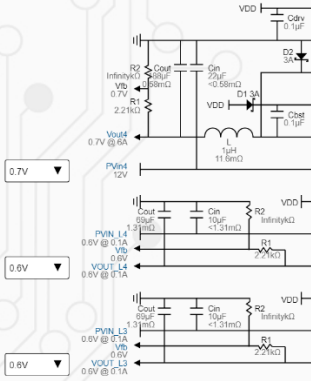 VDD
Cdrv
0.1µF
D2
3A
R2
InfinitykΩ
Cout
68µF
0.58mΩ
Cin
22µF
<0.58mΩ
Vfb
0.7V
R1
2.21kΩ
D1 3A
VDD
Cbst
0.1µF
Vout4
0.7V @ 6A
L
1µH
11.6mΩ
PVin4
12V
0.7V ▼
VDD
Cout
69µF
1.31mΩ
Cin
10µF
<1.31mΩ
R2
InfinitykΩ
PVIN_L4
0.6V @ 0.1A
Vfb
0.6V
R1
2.21kΩ
VOUT_L4
0.6V @ 0.1A
0.6V ▼
VDD
Cout
69µF
1.31mΩ
Cin
10µF
<1.31mΩ
R2
InfinitykΩ
PVIN_L3
0.6V @ 0.1A
Vfb
0.6V
R1
2.21kΩ
VOUT_L3
0.6V @ 0.1A
0.6V ▼